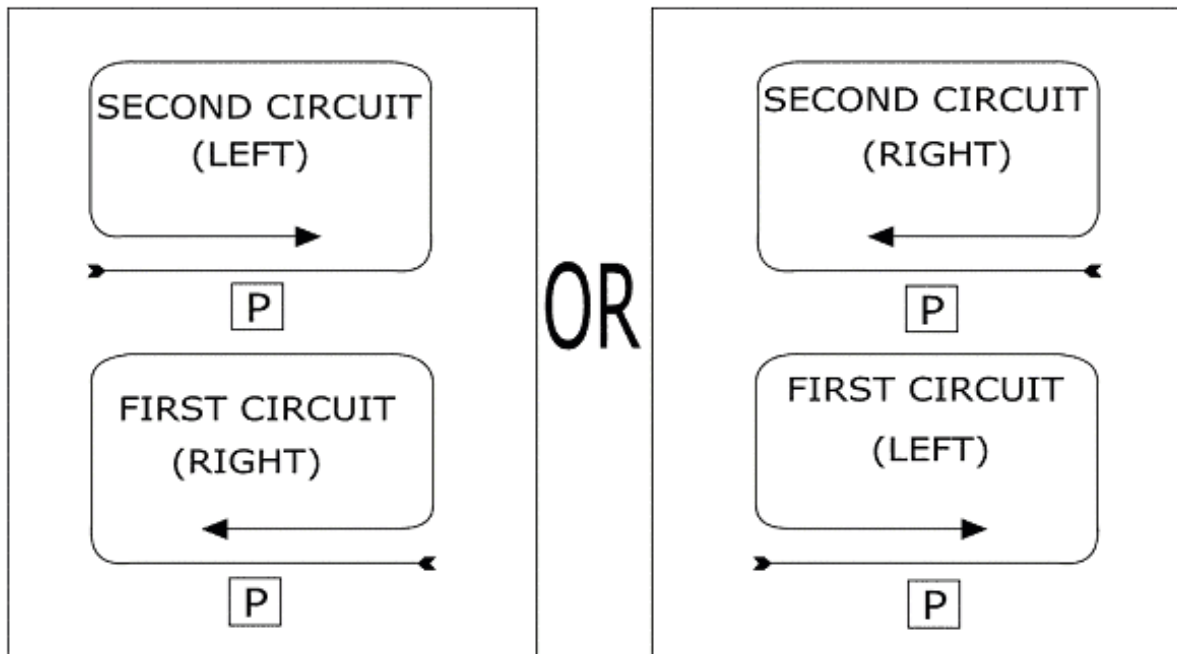 SECOND CIRCUIT
(LEFT)
P
FIRST CIRCUIT
(RIGHT)
P
OR
SECOND CIRCUIT
(RIGHT)
P
FIRST CIRCUIT
(LEFT)
P